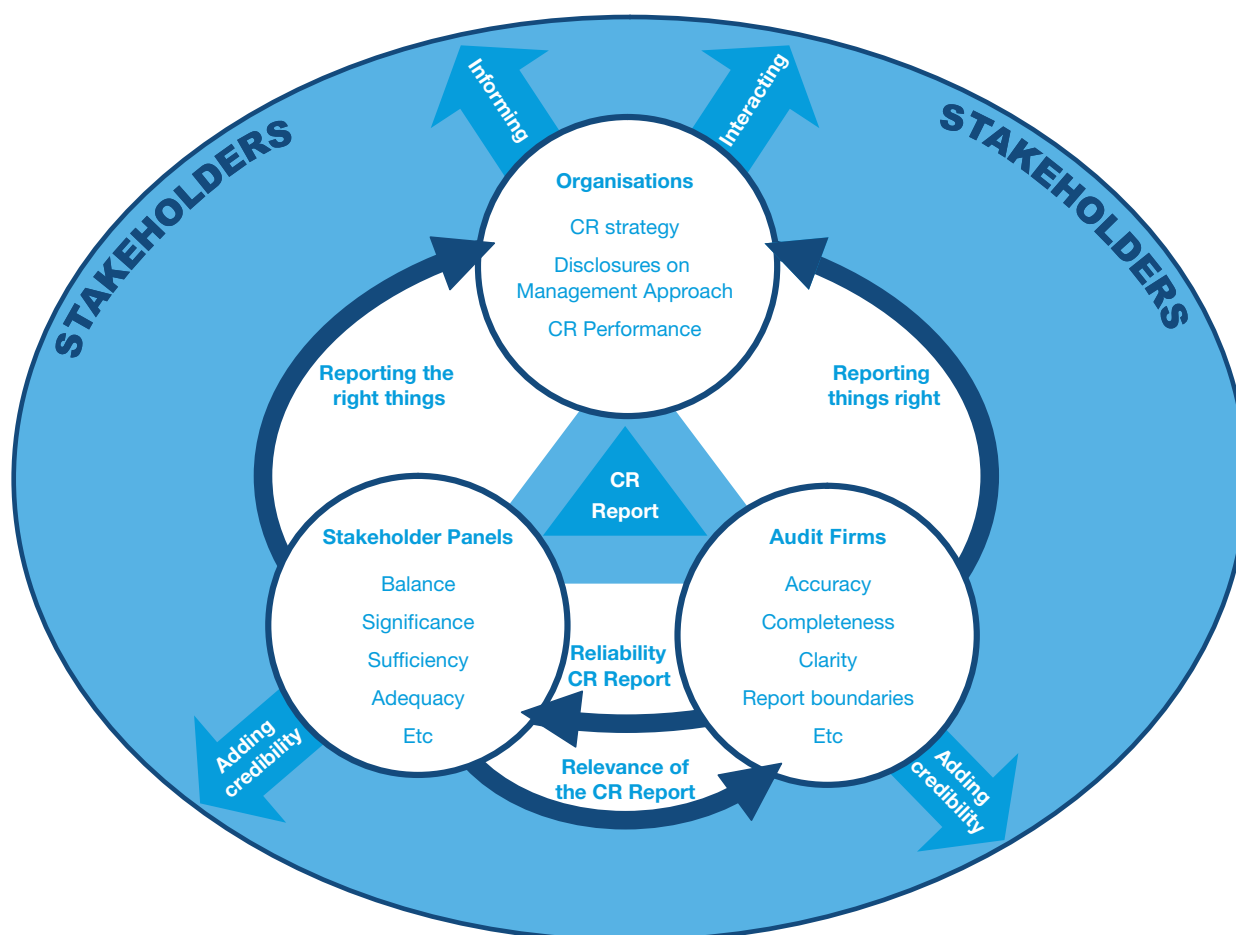 Informing
Interacting
STAKEHOLDERS
STAKEHOLDERS
Organisations
CR strategy
Disclosures on
Management Approach
CR Performance
Reporting the
right things
Reporting
things right
CR
Report
Stakeholder Panels
Balance
Significance
Sufficiency
Adequacy
Etc
Audit Firms
Accuracy
Completeness
Clarity
Report boundaries
Etc
Reliability
CR Report
Relevance of
the CR Report
Adding
credibility
Adding
credibility